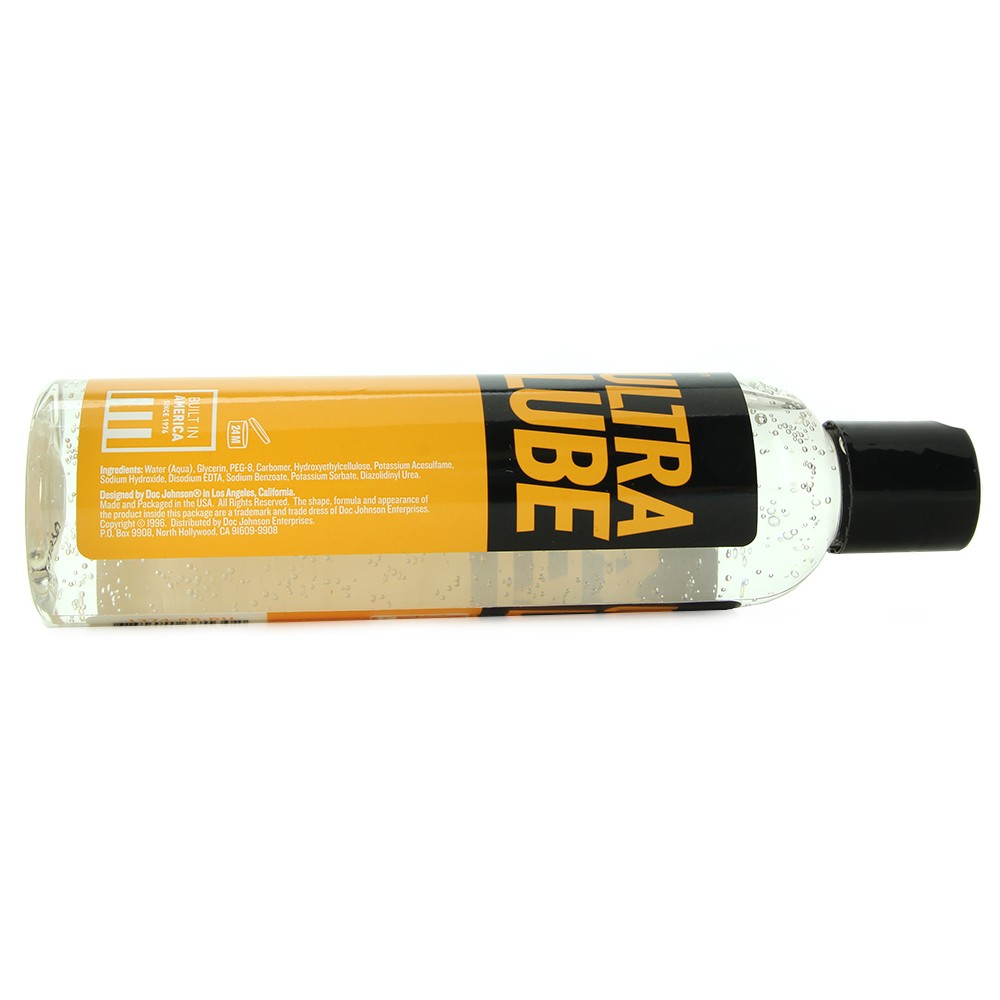 ULTRA
LUBE
BUILT IN
AMERICA
SINCE 1976
24M
Ingredients: Water (Aqua), Glycerin, PEG-8, Carbomer, Hydroxyethylcellulose, Potassium Acesulfame,
Sodium Hydroxide, Disodium EDTA, Sodium Benzoate, Potassium Sorbate, Diazolidinyl Urea.
Designed by Doc Johnson® in Los Angeles, California.
Made and Packaged in the USA. All Rights Reserved. The shape, formula and appearance of
the product inside this package are a trademark and trade dress of Doc Johnson Enterprises.
Copyright © 1996. Distributed by Doc Johnson Enterprises.
P.O. Box 9908, North Hollywood, CA 91609-9908